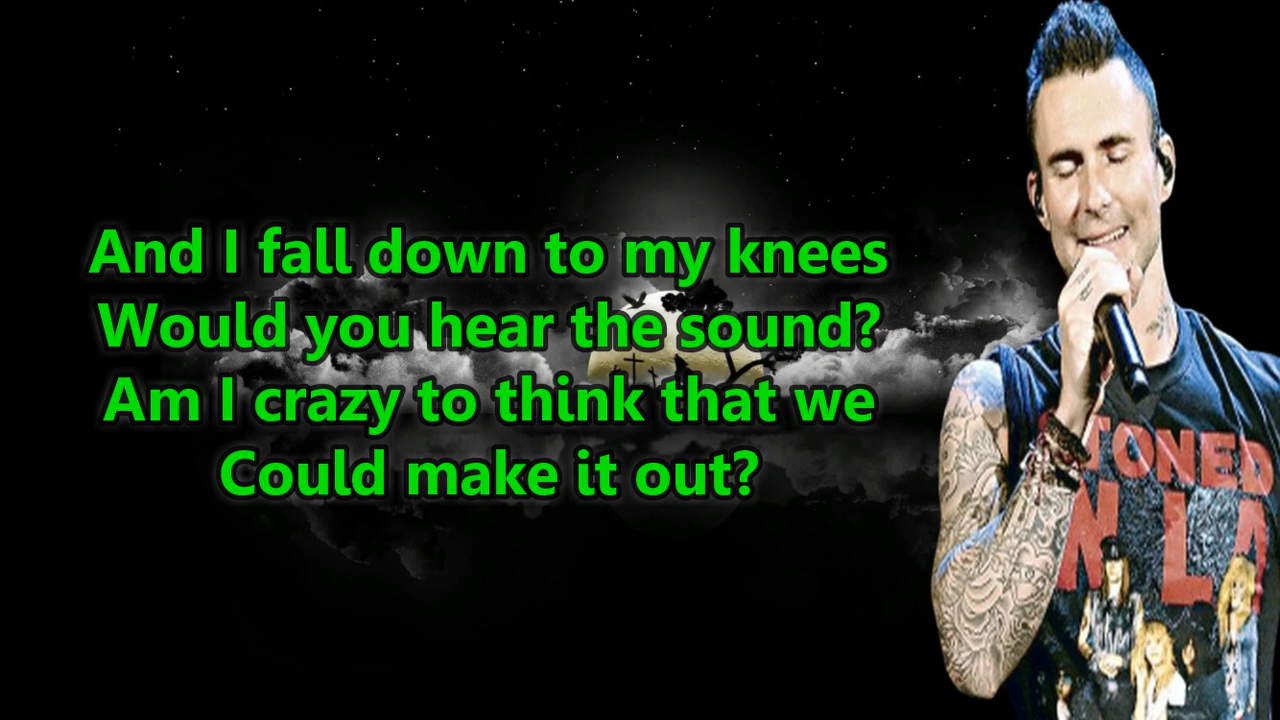 And I fall down to my knees
Would you hear the sound?
Am I crazy to think that we
Could make it out?
TONED
N L A